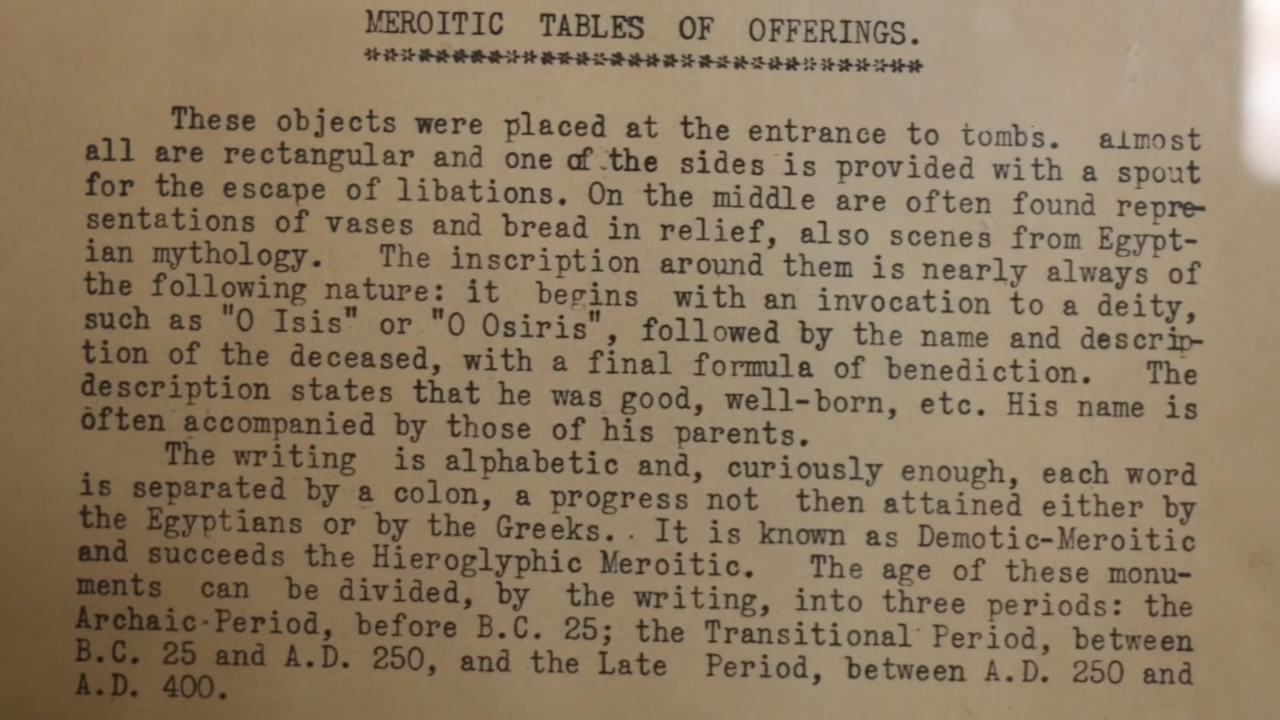 MEROITIC TABLES OF OFFERINGS.
************************************
These objects were placed at the entrance to tombs. almost
all are rectangular and one of the sides is provided with a spout
for the escape of libations. On the middle are often found repre-
sentations of vases and bread in relief, also scenes from Egypt-
ian mythology. The inscription around them is nearly always of
the following nature: it begins with an invocation to a deity,
such as "O Isis" or "O Osiris", followed by the name and descrip-
tion of the deceased, with a final formula of benediction. The
description states that he was good, well-born, etc. His name is
often accompanied by those of his parents.
The writing is alphabetic and, curiously enough, each word
is separated by a colon, a progress not then attained either by
the Egyptians or by the Greeks. It is known as Demotic-Meroitic
and succeeds the Hieroglyphic Meroitic. The age of these monu-
ments can be divided, by the writing, into three periods: the
Archaic-Period, before B.C. 25; the Transitional Period, between
B.C. 25 and A.D. 250, and the Late Period, between A.D. 250 and
A.D. 400.